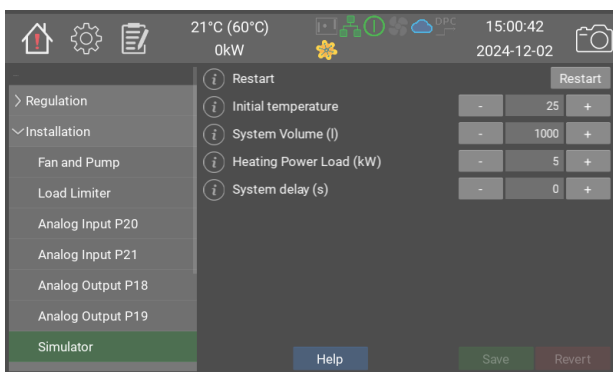 21°C (60°C)
0kW
DPC
15:00:42
2024-12-02
Regulation
Installation
Fan and Pump
Load Limiter
Analog Input P20
Analog Input P21
Analog Output P18
Analog Output P19
Simulator
i Restart Restart
i Initial temperature - 25 +
i System Volume (l) - 1000 +
i Heating Power Load (kW) - 5 +
i System delay (s) - 0 +
Help Save Revert